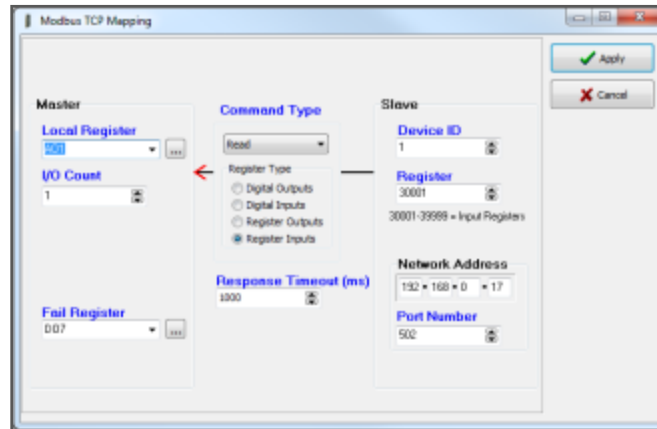 Modbus TCP Mapping
Apply
Cancel
Master
Command Type
Slave
Local Register
AO1
...
I/O Count
1
Read
Register Type
Digital Outputs
Digital Inputs
Register Outputs
Register Inputs
Device ID
1
Register
30001
30001-39999 = Input Registers
Response Timeout (ms)
1000
Network Address
192 168 0 17
Port Number
502
Fail Register
DO7
...